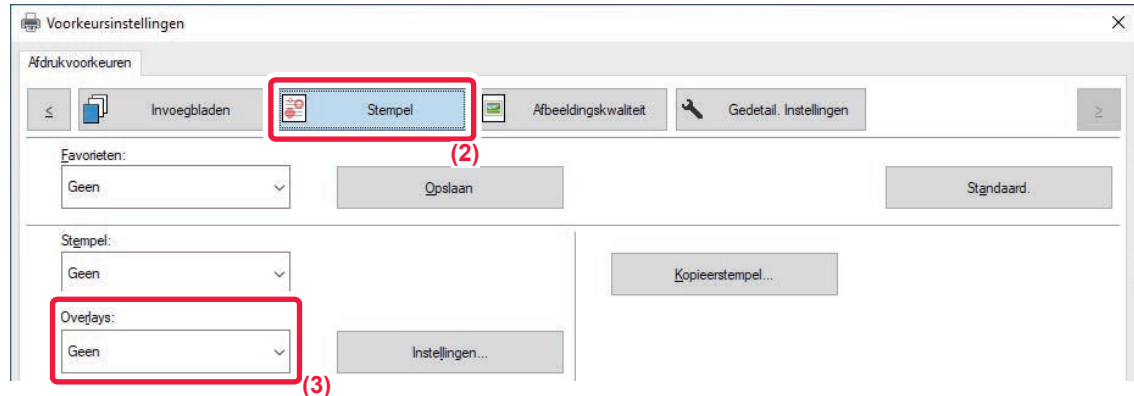 Voorkeursinstellingen
Afdrukvoorkeuren
< Invoegbladen Stempel Afbeeldingskwaliteit Gedetail. Instellingen >
(2)
Favorieten:
Geen Opslaan Standaard.
Stempel:
Geen Kopieerstempel...
Overlays:
Geen Instellingen...
(3)